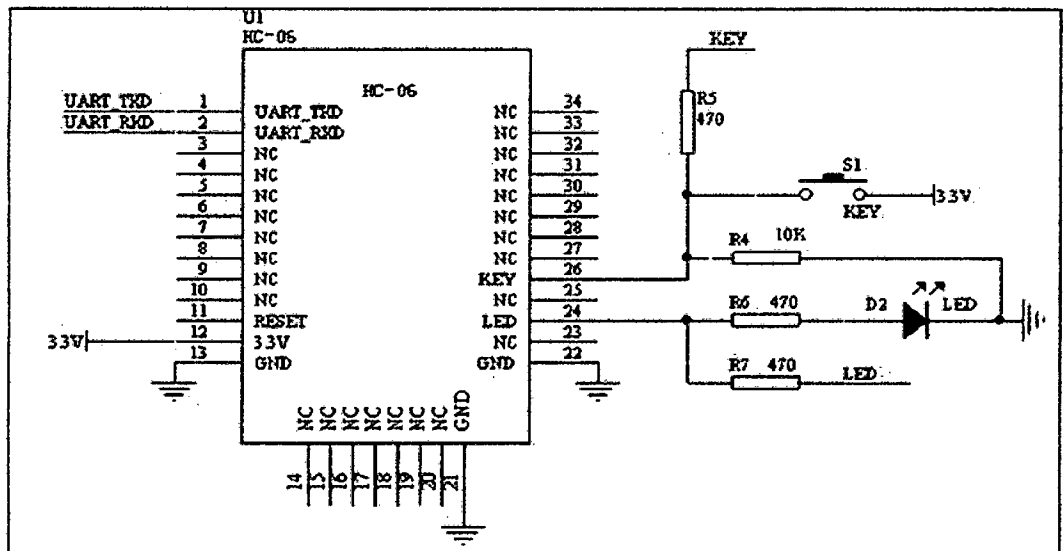 U1
HC-06
HC-06
UART_TXD 1 UART_TXD
UART_RXD 2 UART_RXD
3 NC
4 NC
5 NC
6 NC
7 NC
8 NC
9 NC
10 NC
11 RESET
33V 12 33V
13 GND
NC 34
NC 33
NC 32
NC 31
NC 30
NC 29
NC 28
NC 27
KEY 26
NC 25
LED 24
NC 23
GND 22
NC NC NC NC NC NC NC GND
14 15 16 17 18 19 20 21
KEY
R5
470
S1
KEY
33V
R4 10K
R6 470 D2 LED
R7 470 LED